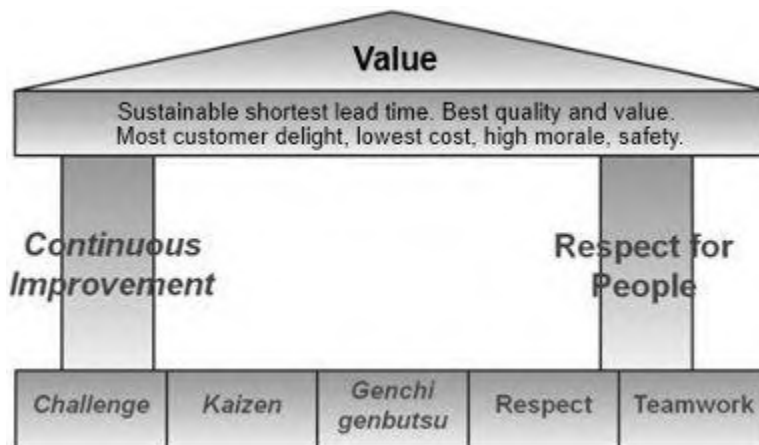 Value
Sustainable shortest lead time. Best quality and value.
Most customer delight, lowest cost, high morale, safety.
Continuous
Improvement
Respect for
People
Challenge
Kaizen
Genchi
genbutsu
Respect
Teamwork